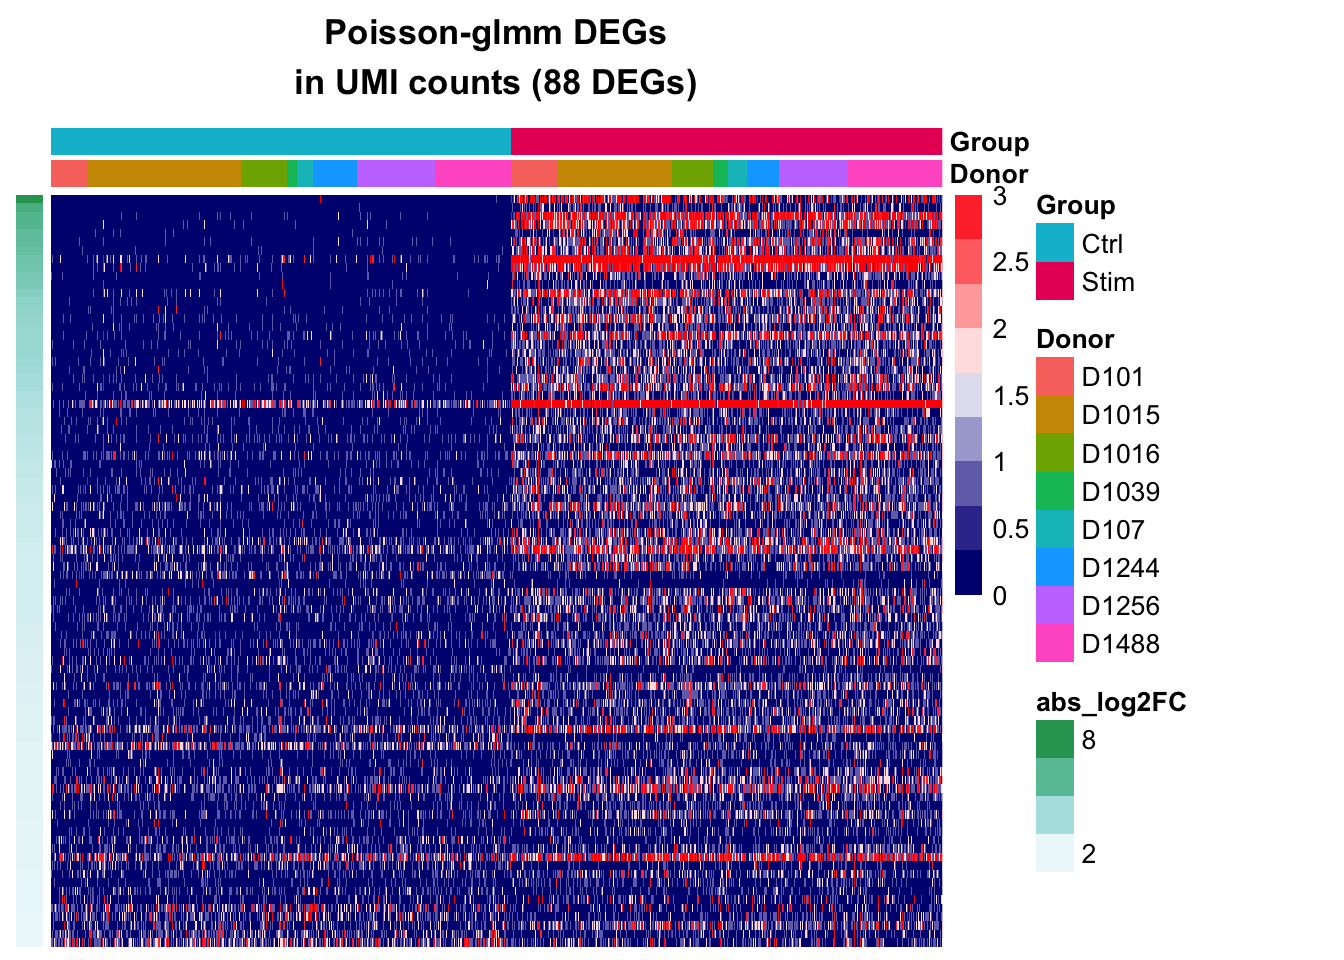 Poisson-glmm DEGs
in UMI counts (88 DEGs)
Group
Donor
3
2.5
2
1.5
1
0.5
0
Group
Ctrl
Stim
Donor
D101
D1015
D1016
D1039
D107
D1244
D1256
D1488
abs_log2FC
8
2